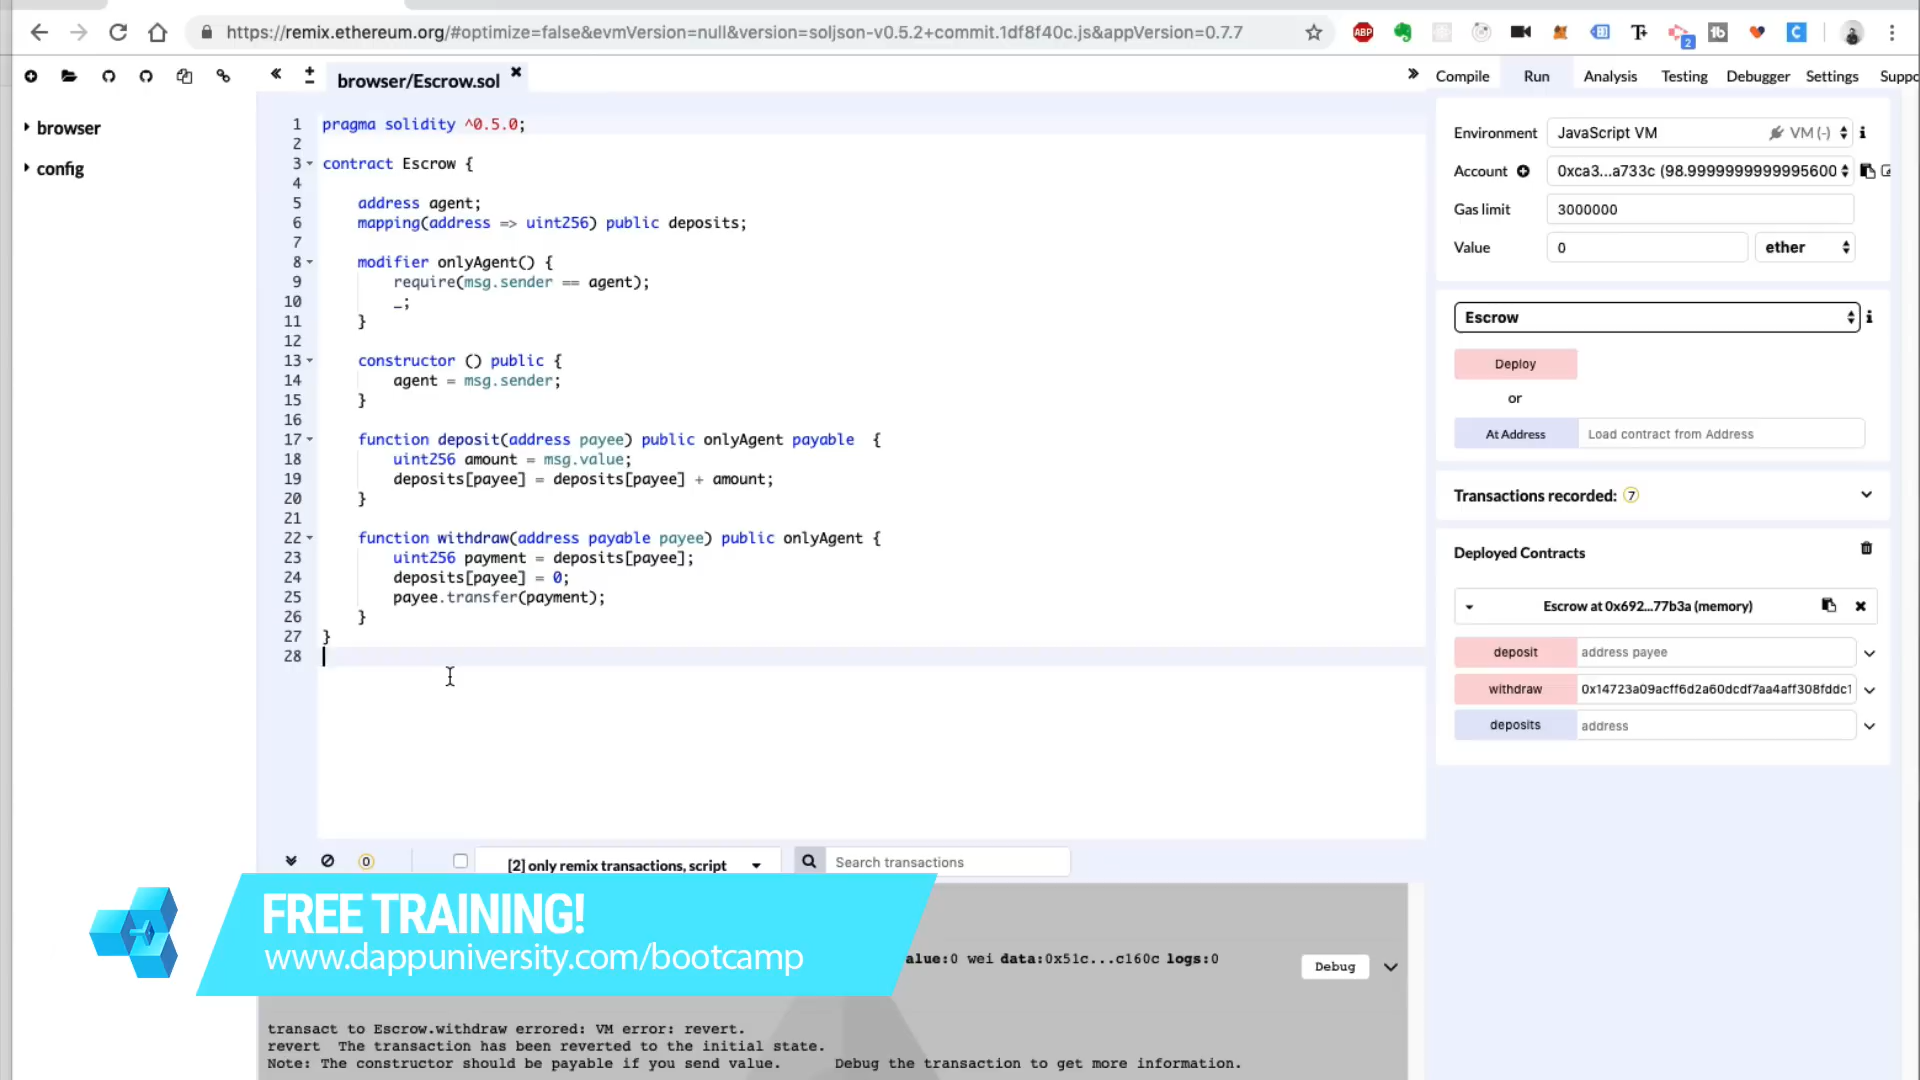 https://remix.ethereum.org/#optimize=false&evmVersion=null&version=soljson-v0.5.2+commit.1df8f40c.js&appVersion=0.7.7
ABP
2
browser/Escrow.sol
Compile Run Analysis Testing Debugger Settings Suppo
browser
config
1 pragma solidity ^0.5.0;
2
3 contract Escrow {
4
5 address agent;
6 mapping(address => uint256) public deposits;
7
8 modifier onlyAgent() {
9 require(msg.sender == agent);
10 _;
11 }
12
13 constructor () public {
14 agent = msg.sender;
15 }
16
17 function deposit(address payee) public onlyAgent payable {
18 uint256 amount = msg.value;
19 deposits[payee] = deposits[payee] + amount;
20 }
21
22 function withdraw(address payable payee) public onlyAgent {
23 uint256 payment = deposits[payee];
24 deposits[payee] = 0;
25 payee.transfer(payment);
26 }
27 }
28
Environment JavaScript VM VM (-)
Account 0xca3...a733c (98.9999999999995600
Gas limit 3000000
Value 0 ether
Escrow
Deploy
or
At Address Load contract from Address
Transactions recorded: 7
Deployed Contracts
Escrow at 0x692...77b3a (memory)
deposit address payee
withdraw 0x14723a09acff6d2a60dcdf7aa4aff308fddc1
deposits address
0 [2] only remix transactions, script Search transactions
FREE TRAINING!
www.dappuniversity.com/bootcamp
alue:0 wei data:0x51c...c160c logs:0 Debug
transact to Escrow.withdraw errored: VM error: revert.
revert The transaction has been reverted to the initial state.
Note: The constructor should be payable if you send value. Debug the transaction to get more information.